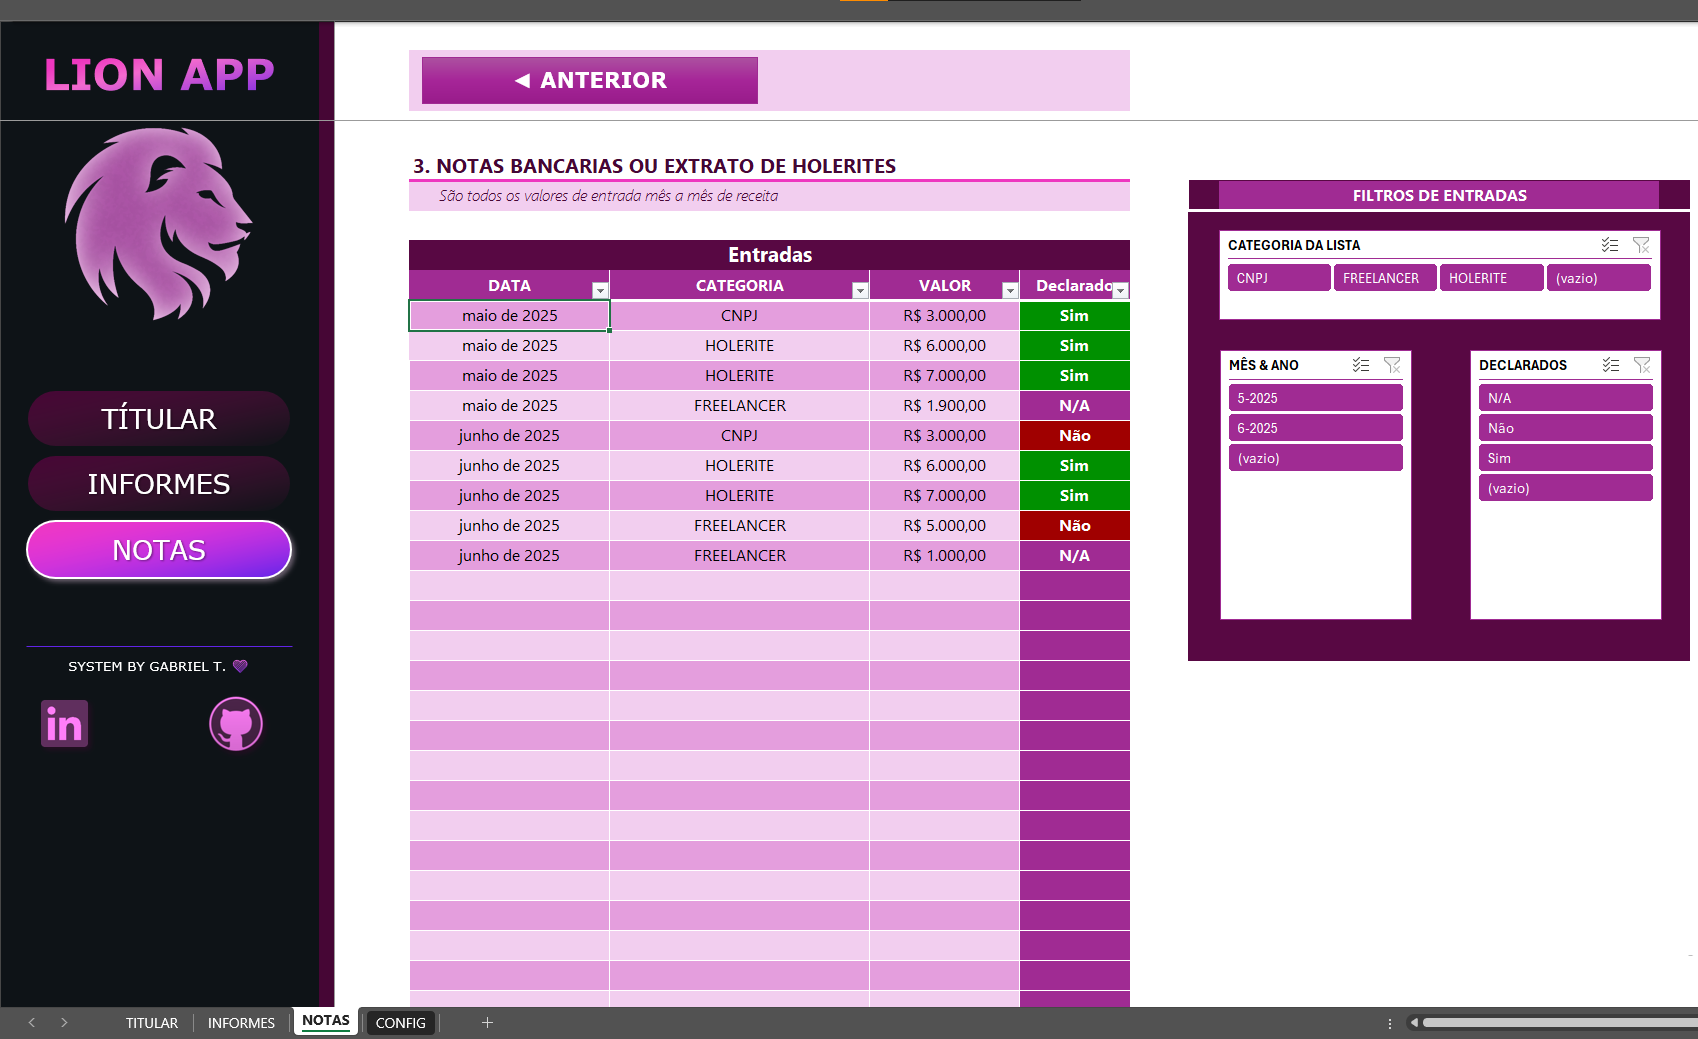 LION APP
TÍTULAR
INFORMES
NOTAS
SYSTEM BY GABRIEL T.
in
◄ ANTERIOR
3. NOTAS BANCARIAS OU EXTRATO DE HOLERITES
São todos os valores de entrada mês a mês de receita
Entradas
DATA CATEGORIA VALOR Declarado
maio de 2025 CNPJ R$ 3.000,00 Sim
maio de 2025 HOLERITE R$ 6.000,00 Sim
maio de 2025 HOLERITE R$ 7.000,00 Sim
maio de 2025 FREELANCER R$ 1.900,00 N/A
junho de 2025 CNPJ R$ 3.000,00 Não
junho de 2025 HOLERITE R$ 6.000,00 Sim
junho de 2025 HOLERITE R$ 7.000,00 Sim
junho de 2025 FREELANCER R$ 5.000,00 Não
junho de 2025 FREELANCER R$ 1.000,00 N/A
FILTROS DE ENTRADAS
CATEGORIA DA LISTA
CNPJ FREELANCER HOLERITE (vazio)
MÊS & ANO
5-2025
6-2025
(vazio)
DECLARADOS
N/A
Não
Sim
(vazio)
TITULAR INFORMES NOTAS CONFIG